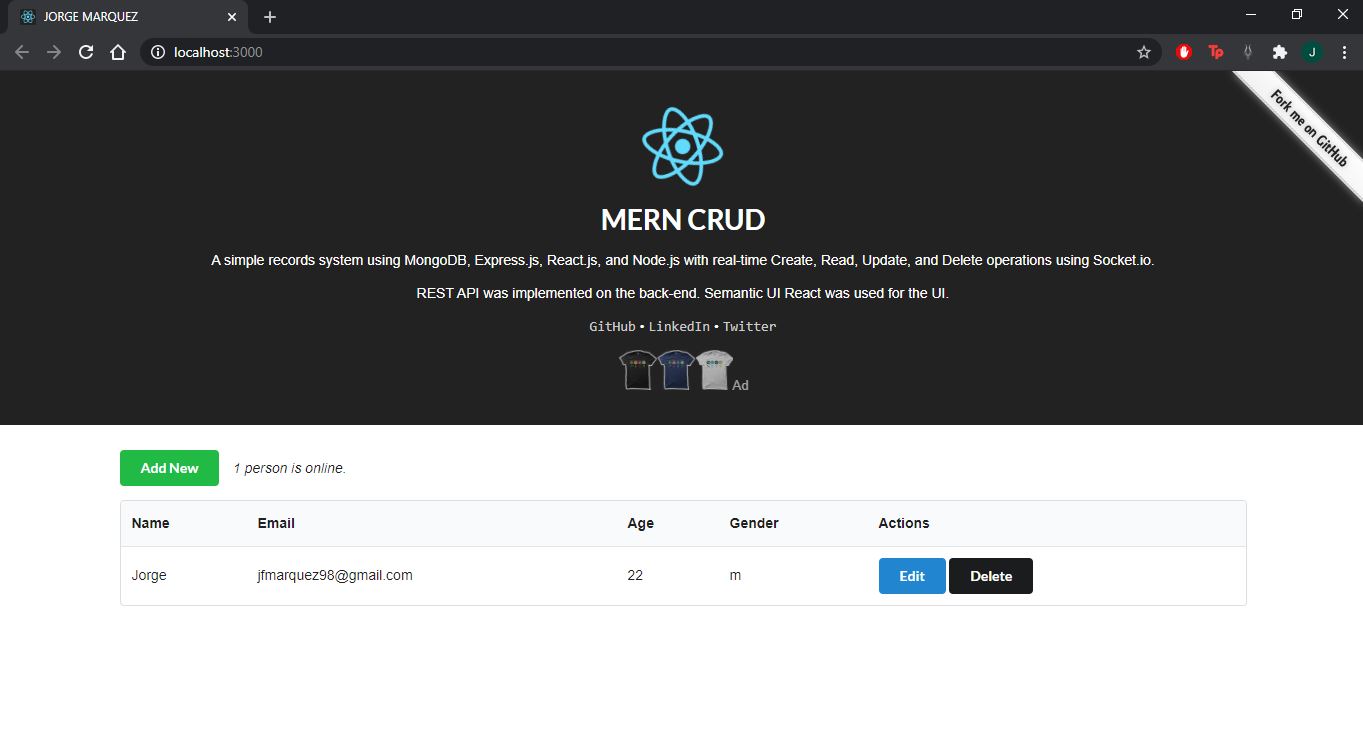 JORGE MARQUEZ
localhost:3000
Tp
J
Fork me on GitHub
MERN CRUD
A simple records system using MongoDB, Express.js, React.js, and Node.js with real-time Create, Read, Update, and Delete operations using Socket.io.
REST API was implemented on the back-end. Semantic UI React was used for the UI.
GitHub • LinkedIn • Twitter
Ad
Add New 1 person is online.
Name Email Age Gender Actions
Jorge jfmarquez98@gmail.com 22 m Edit Delete